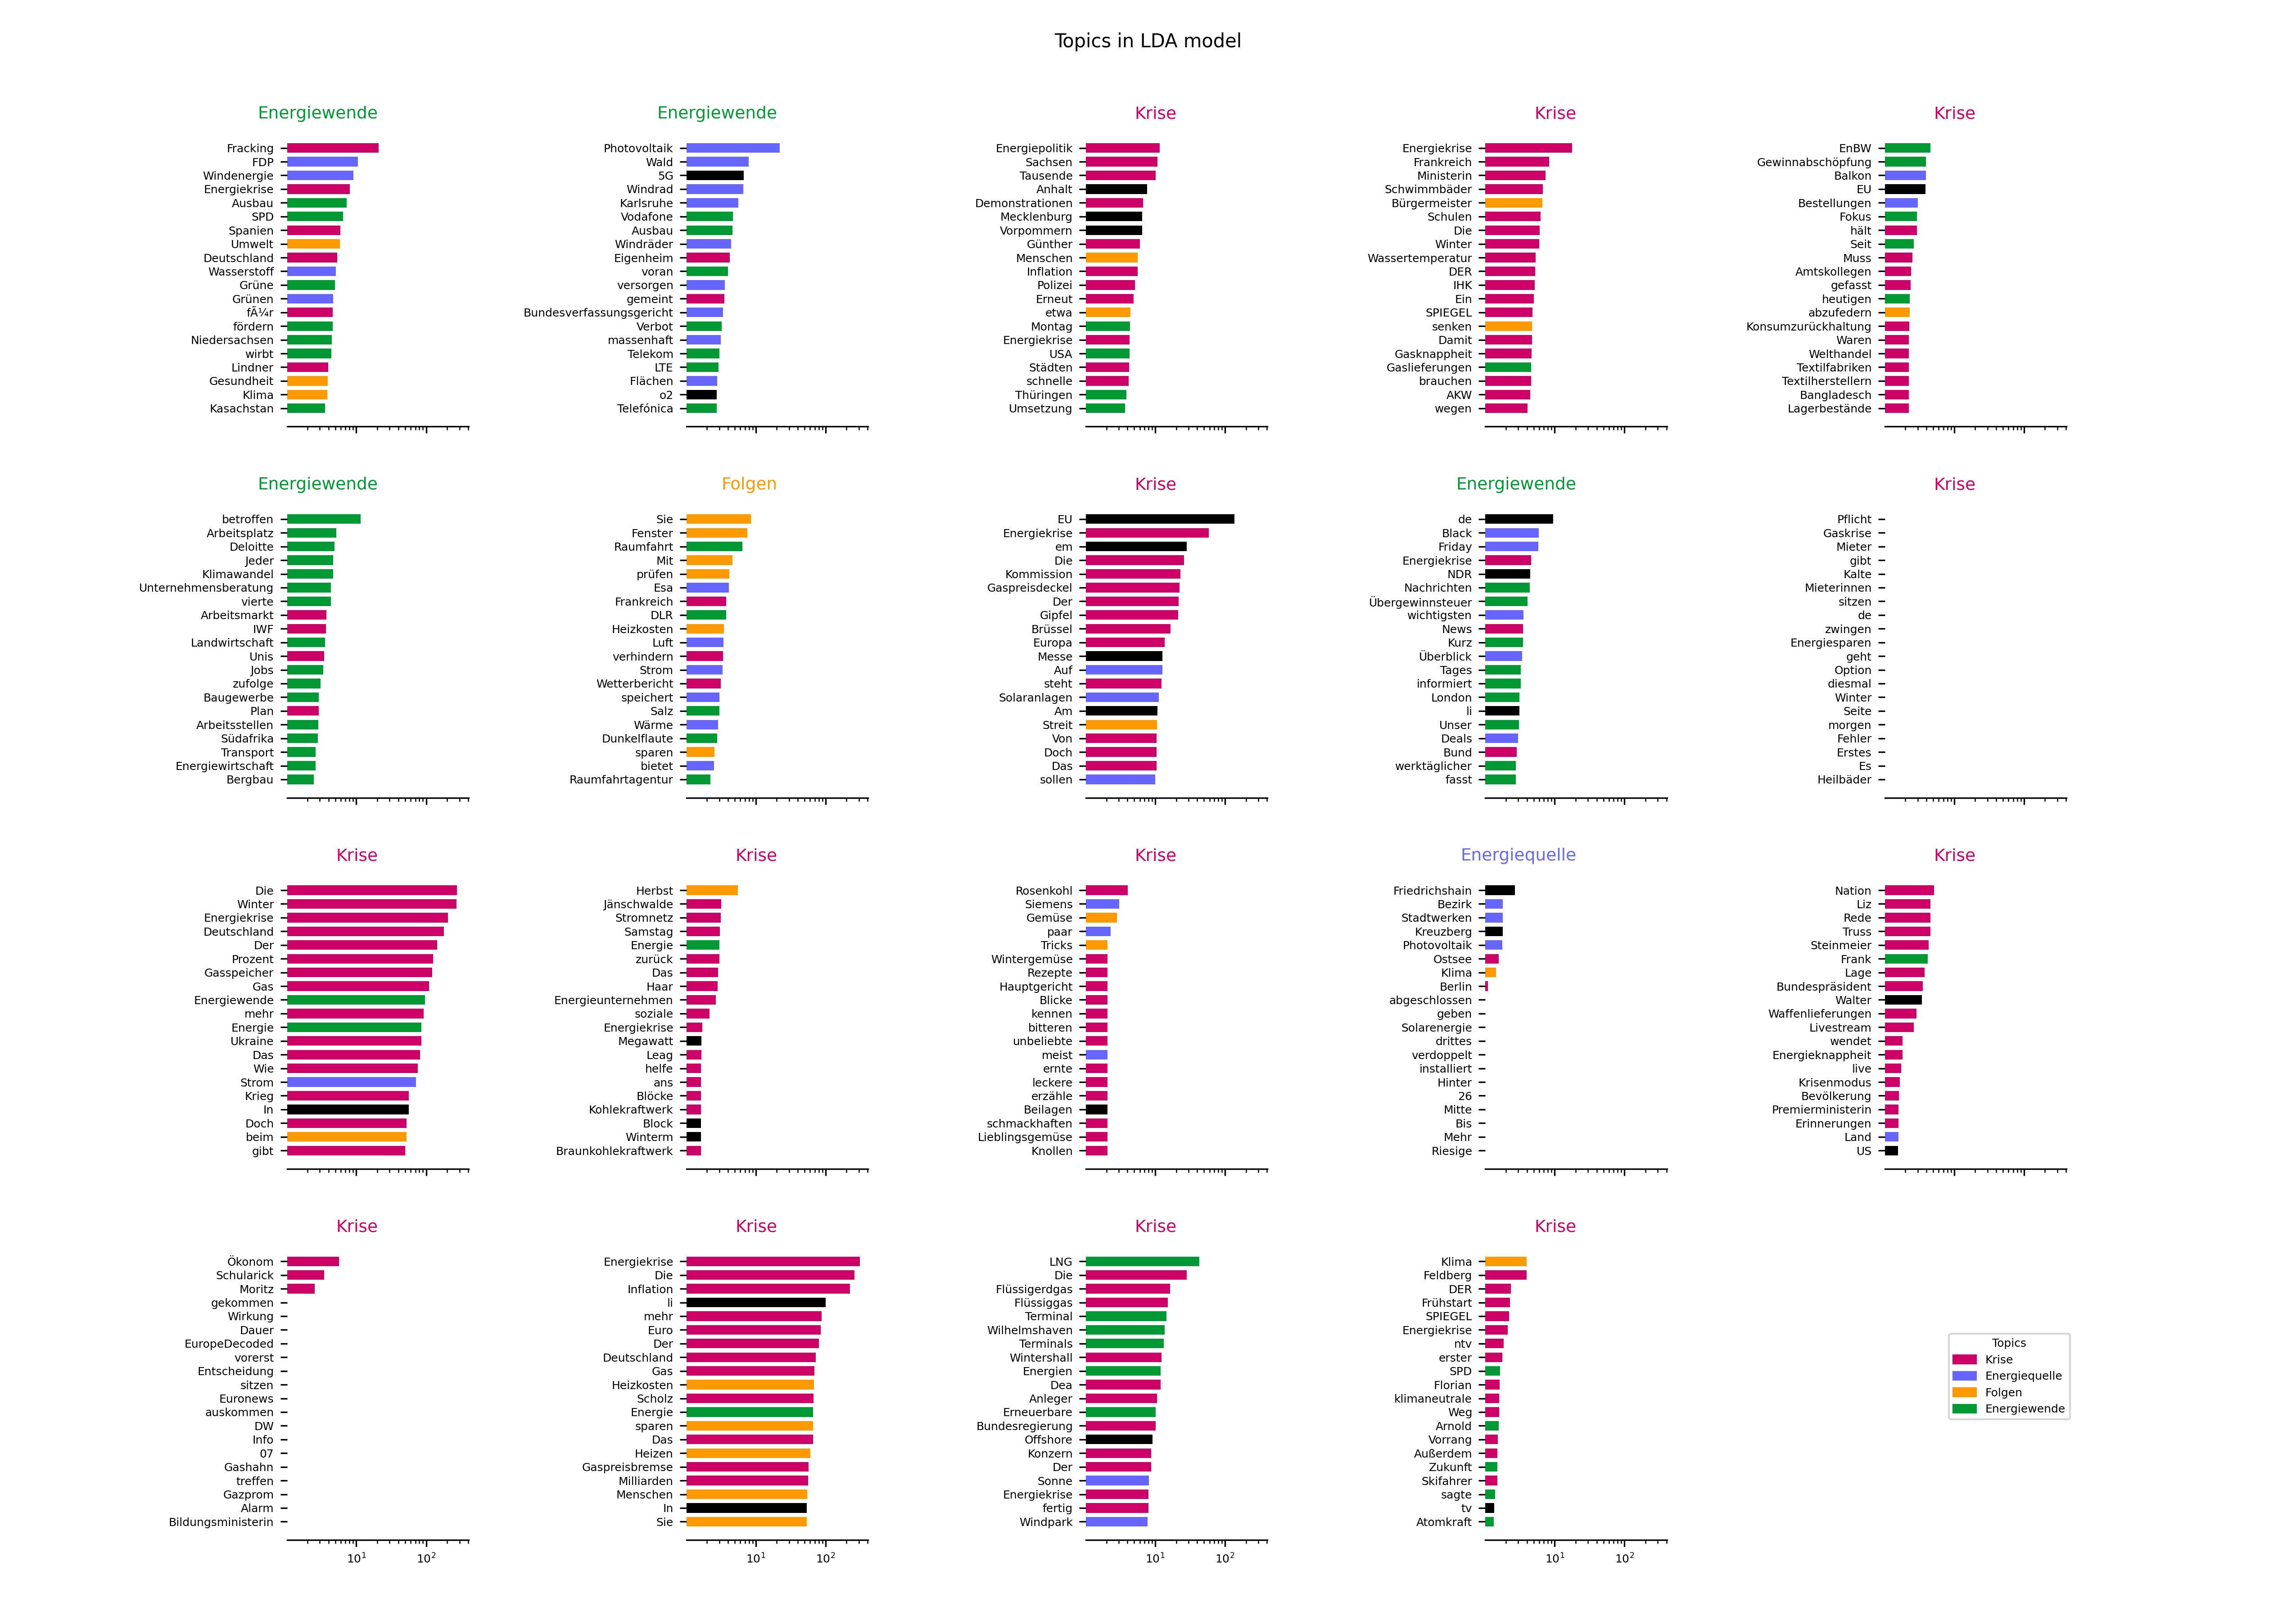 Topics in LDA model
Energiewende
Fracking
FDP
Windenergie
Energiekrise
Ausbau
SPD
Spanien
Umwelt
Deutschland
Wasserstoff
Grüne
Grünen
fÃ¼r
fördern
Niedersachsen
wirbt
Lindner
Gesundheit
Klima
Kasachstan
Energiewende
Photovoltaik
Wald
5G
Windrad
Karlsruhe
Vodafone
Ausbau
Windräder
Eigenheim
voran
versorgen
gemeint
Bundesverfassungsgericht
Verbot
massenhaft
Telekom
LTE
Flächen
o2
Telefónica
Krise
Energiepolitik
Sachsen
Tausende
Anhalt
Demonstrationen
Mecklenburg
Vorpommern
Günther
Menschen
Inflation
Polizei
Erneut
etwa
Montag
Energiekrise
USA
Städten
schnelle
Thüringen
Umsetzung
Krise
Energiekrise
Frankreich
Ministerin
Schwimmbäder
Bürgermeister
Schulen
Die
Winter
Wassertemperatur
DER
IHK
Ein
SPIEGEL
senken
Damit
Gasknappheit
Gaslieferungen
brauchen
AKW
wegen
Krise
EnBW
Gewinnabschöpfung
Balkon
EU
Bestellungen
Fokus
hält
Seit
Muss
Amtskollegen
gefasst
heutigen
abzufedern
Konsumzurückhaltung
Waren
Welthandel
Textilfabriken
Textilherstellern
Bangladesch
Lagerbestände
Energiewende
betroffen
Arbeitsplatz
Deloitte
Jeder
Klimawandel
Unternehmensberatung
vierte
Arbeitsmarkt
IWF
Landwirtschaft
Unis
Jobs
zufolge
Baugewerbe
Plan
Arbeitsstellen
Südafrika
Transport
Energiewirtschaft
Bergbau
Folgen
Sie
Fenster
Raumfahrt
Mit
prüfen
Esa
Frankreich
DLR
Heizkosten
Luft
verhindern
Strom
Wetterbericht
speichert
Salz
Wärme
Dunkelflaute
sparen
bietet
Raumfahrtagentur
Krise
EU
Energiekrise
em
Die
Kommission
Gaspreisdeckel
Der
Gipfel
Brüssel
Europa
Messe
Auf
steht
Solaranlagen
Am
Streit
Von
Doch
Das
sollen
Energiewende
de
Black
Friday
Energiekrise
NDR
Nachrichten
Übergewinnsteuer
wichtigsten
News
Kurz
Überblick
Tages
informiert
London
li
Unser
Deals
Bund
werktäglicher
fasst
Krise
Pflicht
Gaskrise
Mieter
gibt
Kalte
Mieterinnen
sitzen
de
zwingen
Energiesparen
geht
Option
diesmal
Winter
Seite
morgen
Fehler
Erstes
Es
Heilbäder
Krise
Die
Winter
Energiekrise
Deutschland
Der
Prozent
Gasspeicher
Gas
Energiewende
mehr
Energie
Ukraine
Das
Wie
Strom
Krieg
In
Doch
beim
gibt
Krise
Herbst
Jänschwalde
Stromnetz
Samstag
Energie
zurück
Das
Haar
Energieunternehmen
soziale
Energiekrise
Megawatt
Leag
helfe
ans
Blöcke
Kohlekraftwerk
Block
Winterm
Braunkohlekraftwerk
Krise
Rosenkohl
Siemens
Gemüse
paar
Tricks
Wintergemüse
Rezepte
Hauptgericht
Blicke
kennen
bitteren
unbeliebte
meist
ernte
leckere
erzähle
Beilagen
schmackhaften
Lieblingsgemüse
Knollen
Energiequelle
Friedrichshain
Bezirk
Stadtwerken
Kreuzberg
Photovoltaik
Ostsee
Klima
Berlin
abgeschlossen
geben
Solarenergie
drittes
verdoppelt
installiert
Hinter
26
Mitte
Bis
Mehr
Riesige
Krise
Nation
Liz
Rede
Truss
Steinmeier
Frank
Lage
Bundespräsident
Walter
Waffenlieferungen
Livestream
wendet
Energieknappheit
live
Krisenmodus
Bevölkerung
Premierministerin
Erinnerungen
Land
US
Krise
Ökonom
Schularick
Moritz
gekommen
Wirkung
Dauer
EuropeDecoded
vorerst
Entscheidung
sitzen
Euronews
auskommen
DW
Info
07
Gashahn
treffen
Gazprom
Alarm
Bildungsministerin
10¹ 10²
Krise
Energiekrise
Die
Inflation
li
mehr
Euro
Der
Deutschland
Gas
Heizkosten
Scholz
Energie
sparen
Das
Heizen
Gaspreisbremse
Milliarden
Menschen
In
Sie
10¹ 10²
Krise
LNG
Die
Flüssigerdgas
Flüssiggas
Terminal
Wilhelmshaven
Terminals
Wintershall
Energien
Dea
Anleger
Erneuerbare
Bundesregierung
Offshore
Konzern
Der
Sonne
Energiekrise
fertig
Windpark
10¹ 10²
Krise
Klima
Feldberg
DER
Frühstart
SPIEGEL
Energiekrise
ntv
erster
SPD
Florian
klimaneutrale
Weg
Arnold
Vorrang
Außerdem
Zukunft
Skifahrer
sagte
tv
Atomkraft
10¹ 10²
Topics
Krise
Energiequelle
Folgen
Energiewende